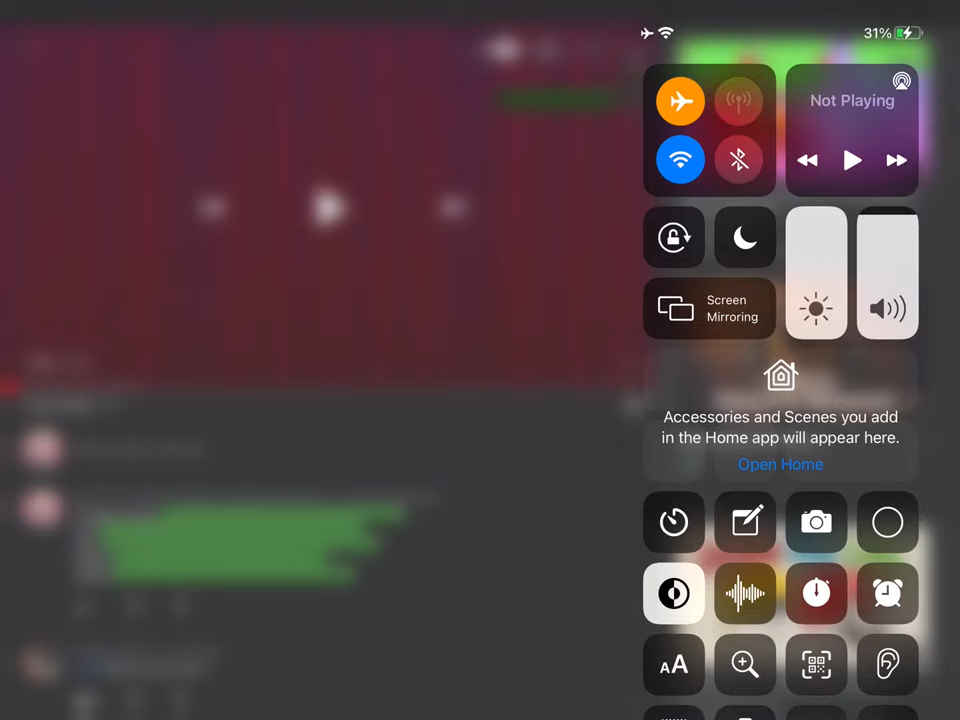 31%
Not Playing
Screen
Mirroring
Accessories and Scenes you add
in the Home app will appear here.
Open Home
AA